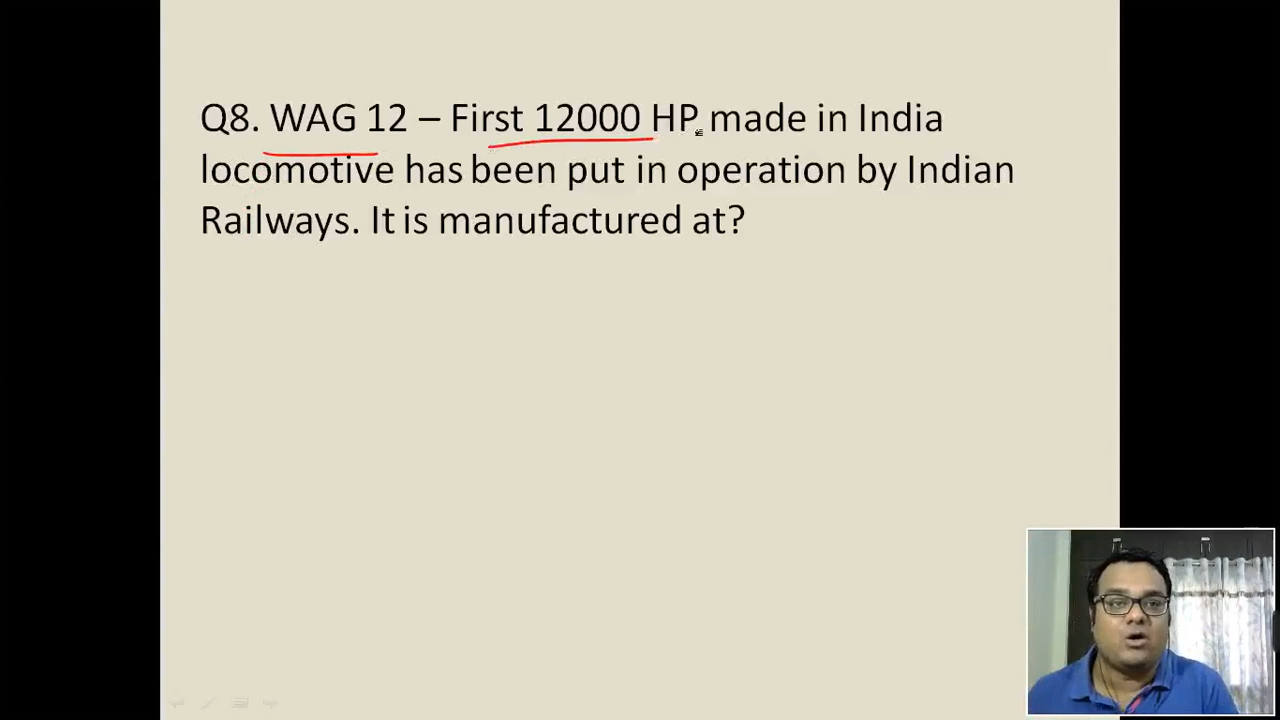 Q8. WAG 12 – First 12000 HP made in India
locomotive has been put in operation by Indian
Railways. It is manufactured at?